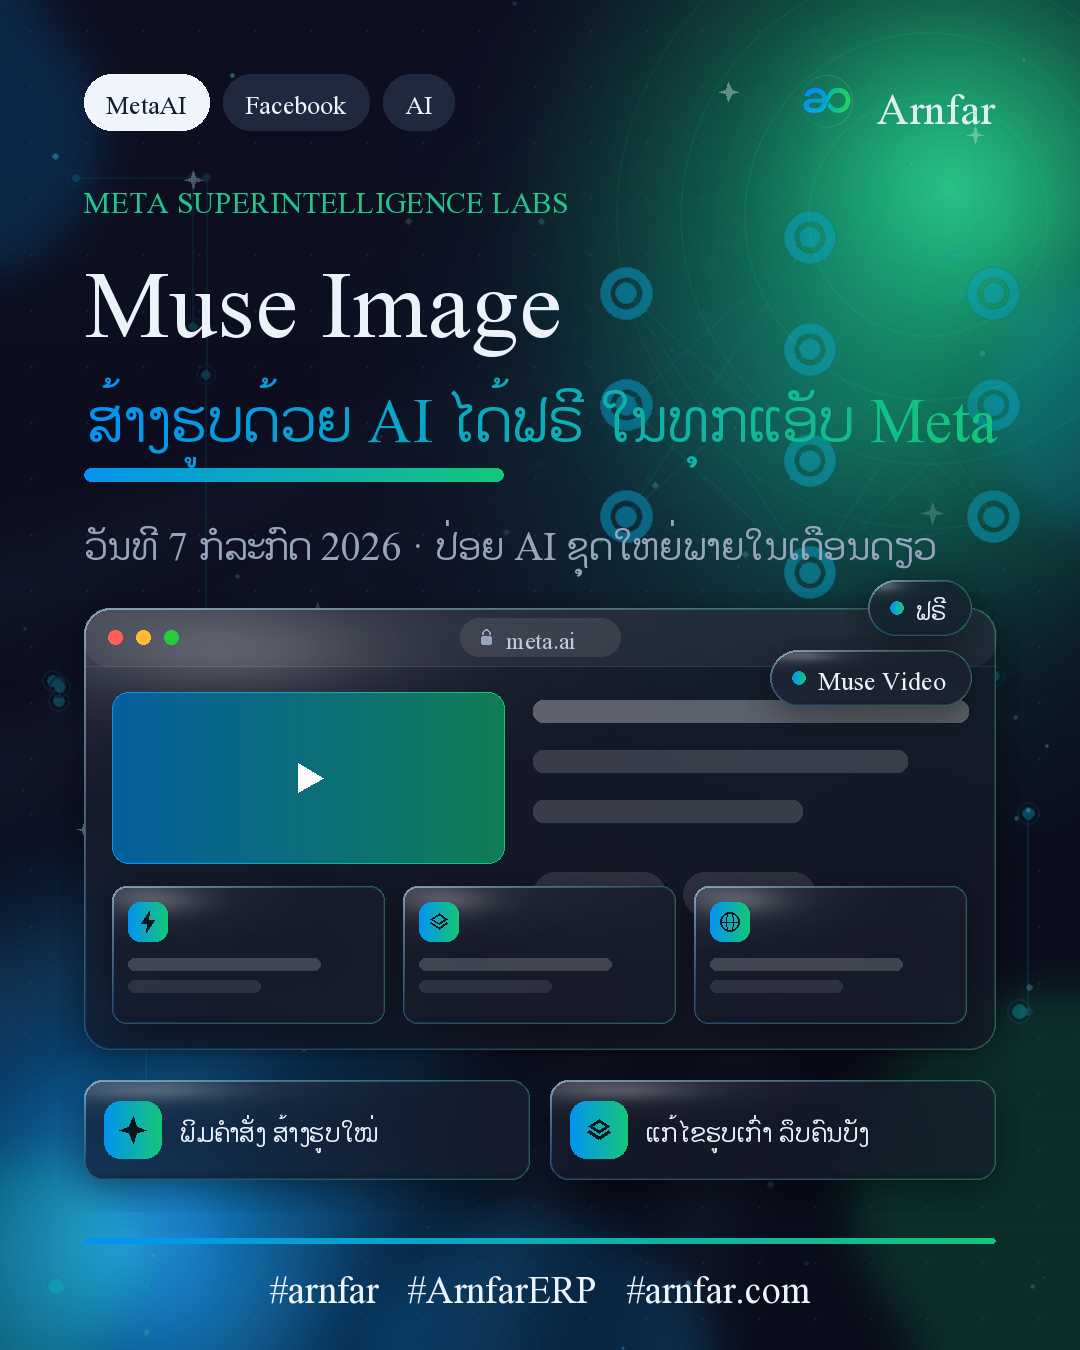 MetaAI Facebook AI
Arnfar
META SUPERINTELLIGENCE LABS
Muse Image
ສ້າງຮູບດ້ວຍ AI ໄດ້ຟຣີ ໃນທຸກແອັບ Meta
ວັນທີ 7 ກໍລະກົດ 2026 · ປ່ອຍ AI ຊຸດໃຫຍ່ພາຍໃນເດືອນດຽວ
ຟຣີ
meta.ai
Muse Video
ພິມຄຳສັ່ງ ສ້າງຮູບໃໝ່
ແກ້ໄຂຮູບເກົ່າ ລຶບຄົນບັງ
#arnfar #ArnfarERP #arnfar.com